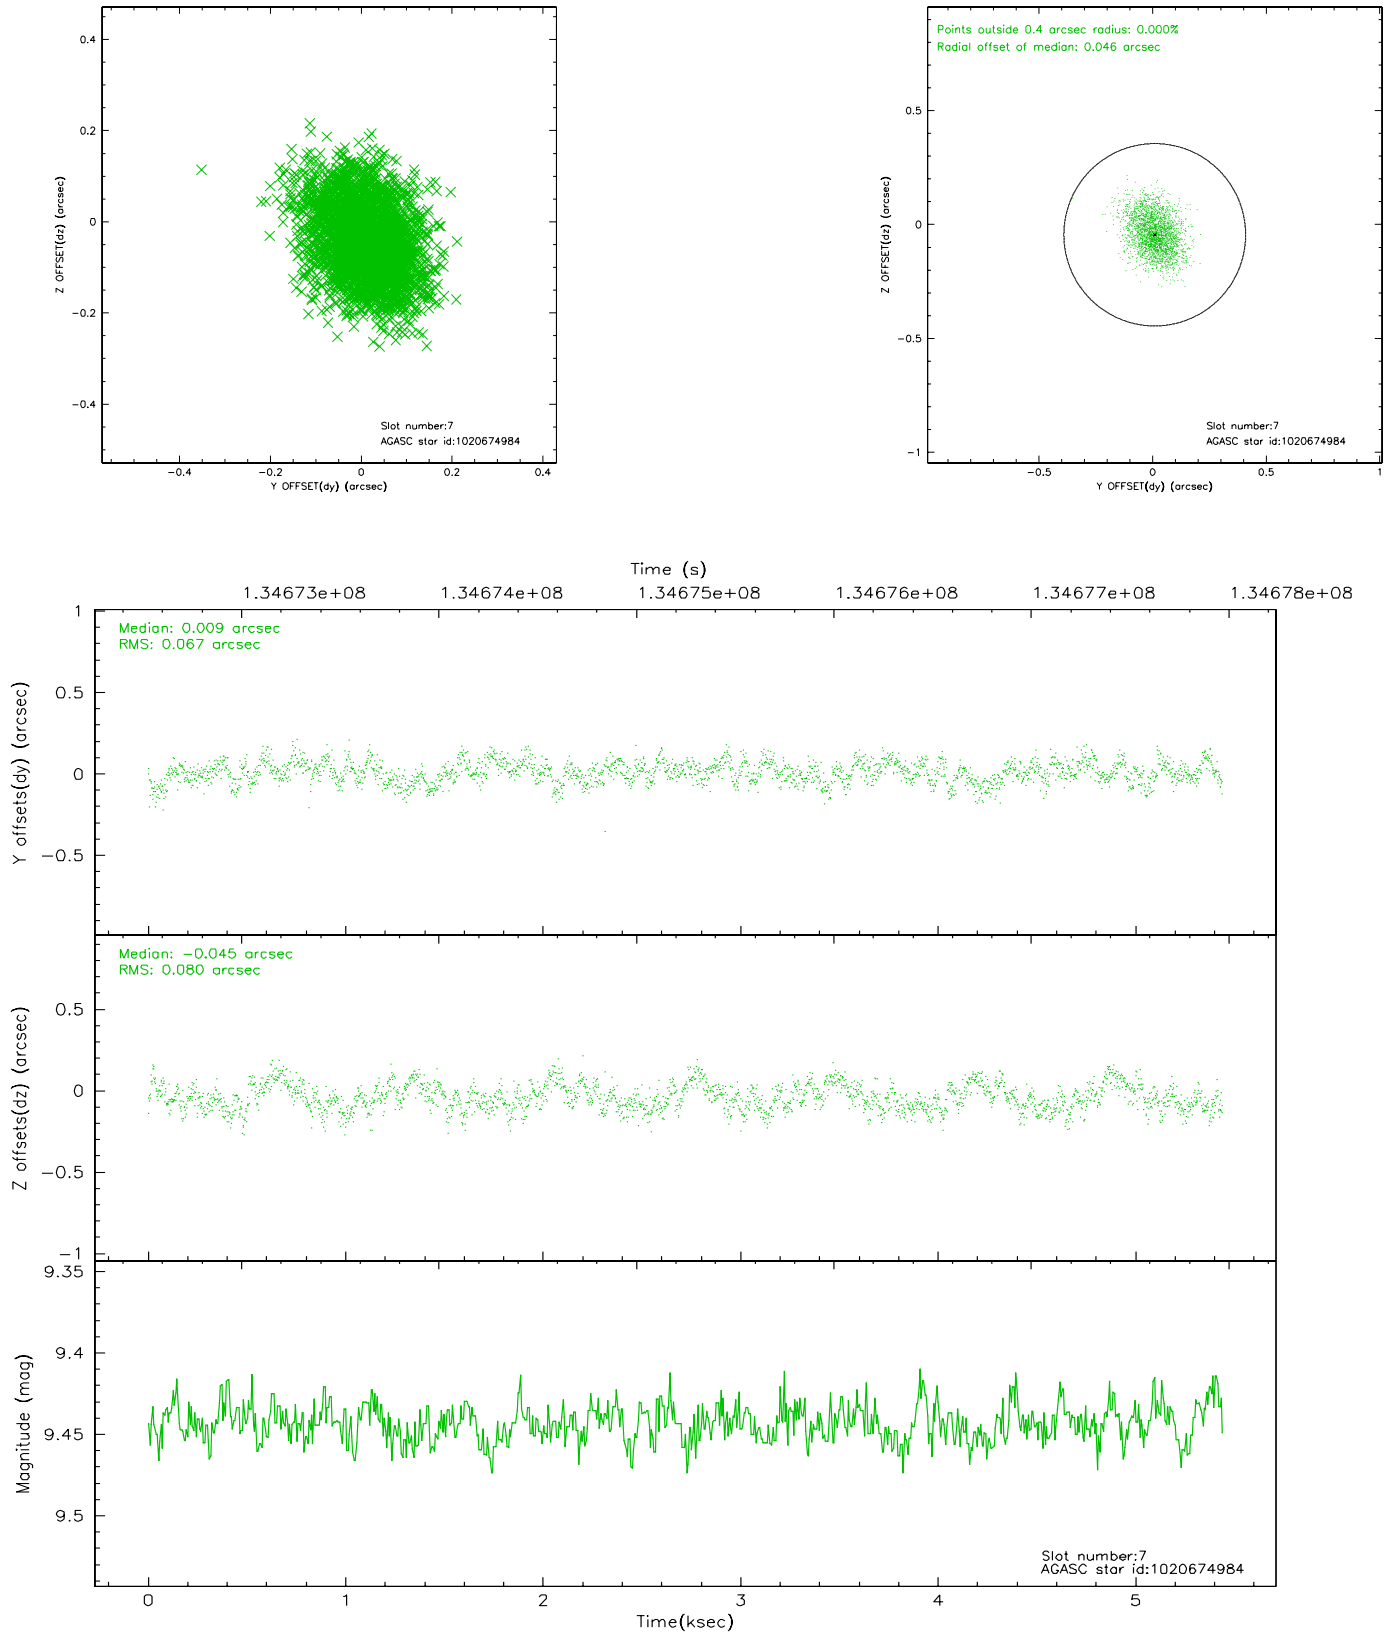 0.4
0.2
0
−0.2
−0.4
Z OFFSET(dz) (arcsec)
Slot number:7
AGASC star id:1020674984
−0.4 −0.2 0 0.2 0.4
Y OFFSET(dy) (arcsec)
Points outside 0.4 arcsec radius: 0.000%
Radial offset of median: 0.046 arcsec
0.5
0
−0.5
−1
Z OFFSET(dz) (arcsec)
Slot number:7
AGASC star id:1020674984
−0.5 0 0.5 1
Y OFFSET(dy) (arcsec)
Time (s)
1.34673e+08 1.34674e+08 1.34675e+08 1.34676e+08 1.34677e+08 1.34678e+08
Median: 0.009 arcsec
RMS: 0.067 arcsec
1
0.5
0
−0.5
Y offsets(dy) (arcsec)
Median: −0.045 arcsec
RMS: 0.080 arcsec
0.5
0
−0.5
−1
Z offsets(dz) (arcsec)
9.35
9.4
9.45
9.5
Magnitude (mag)
Slot number:7
AGASC star id:1020674984
0 1 2 3 4 5
Time(ksec)